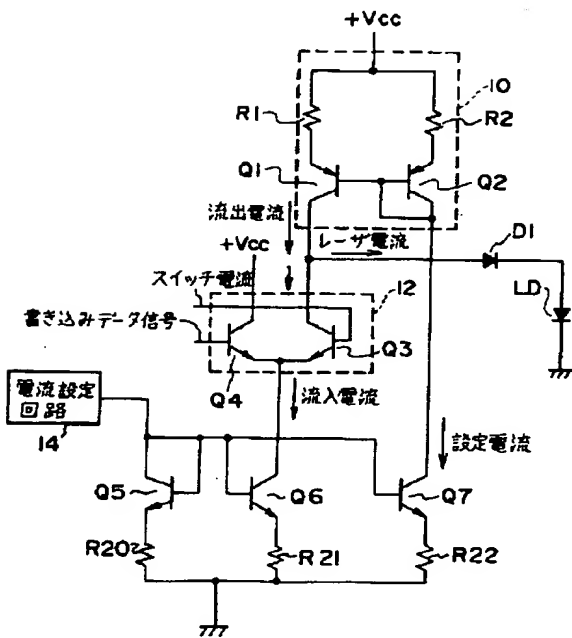 +Vcc
10
R1
R2
Q1
Q2
流出電流
+Vcc
レーザ電流
D1
スイッチ電流
12
LD
書き込みデータ信号
Q3
Q4
電流設定
回路
流入電流
14
設定電流
Q5
Q6
Q7
R20
R21
R22